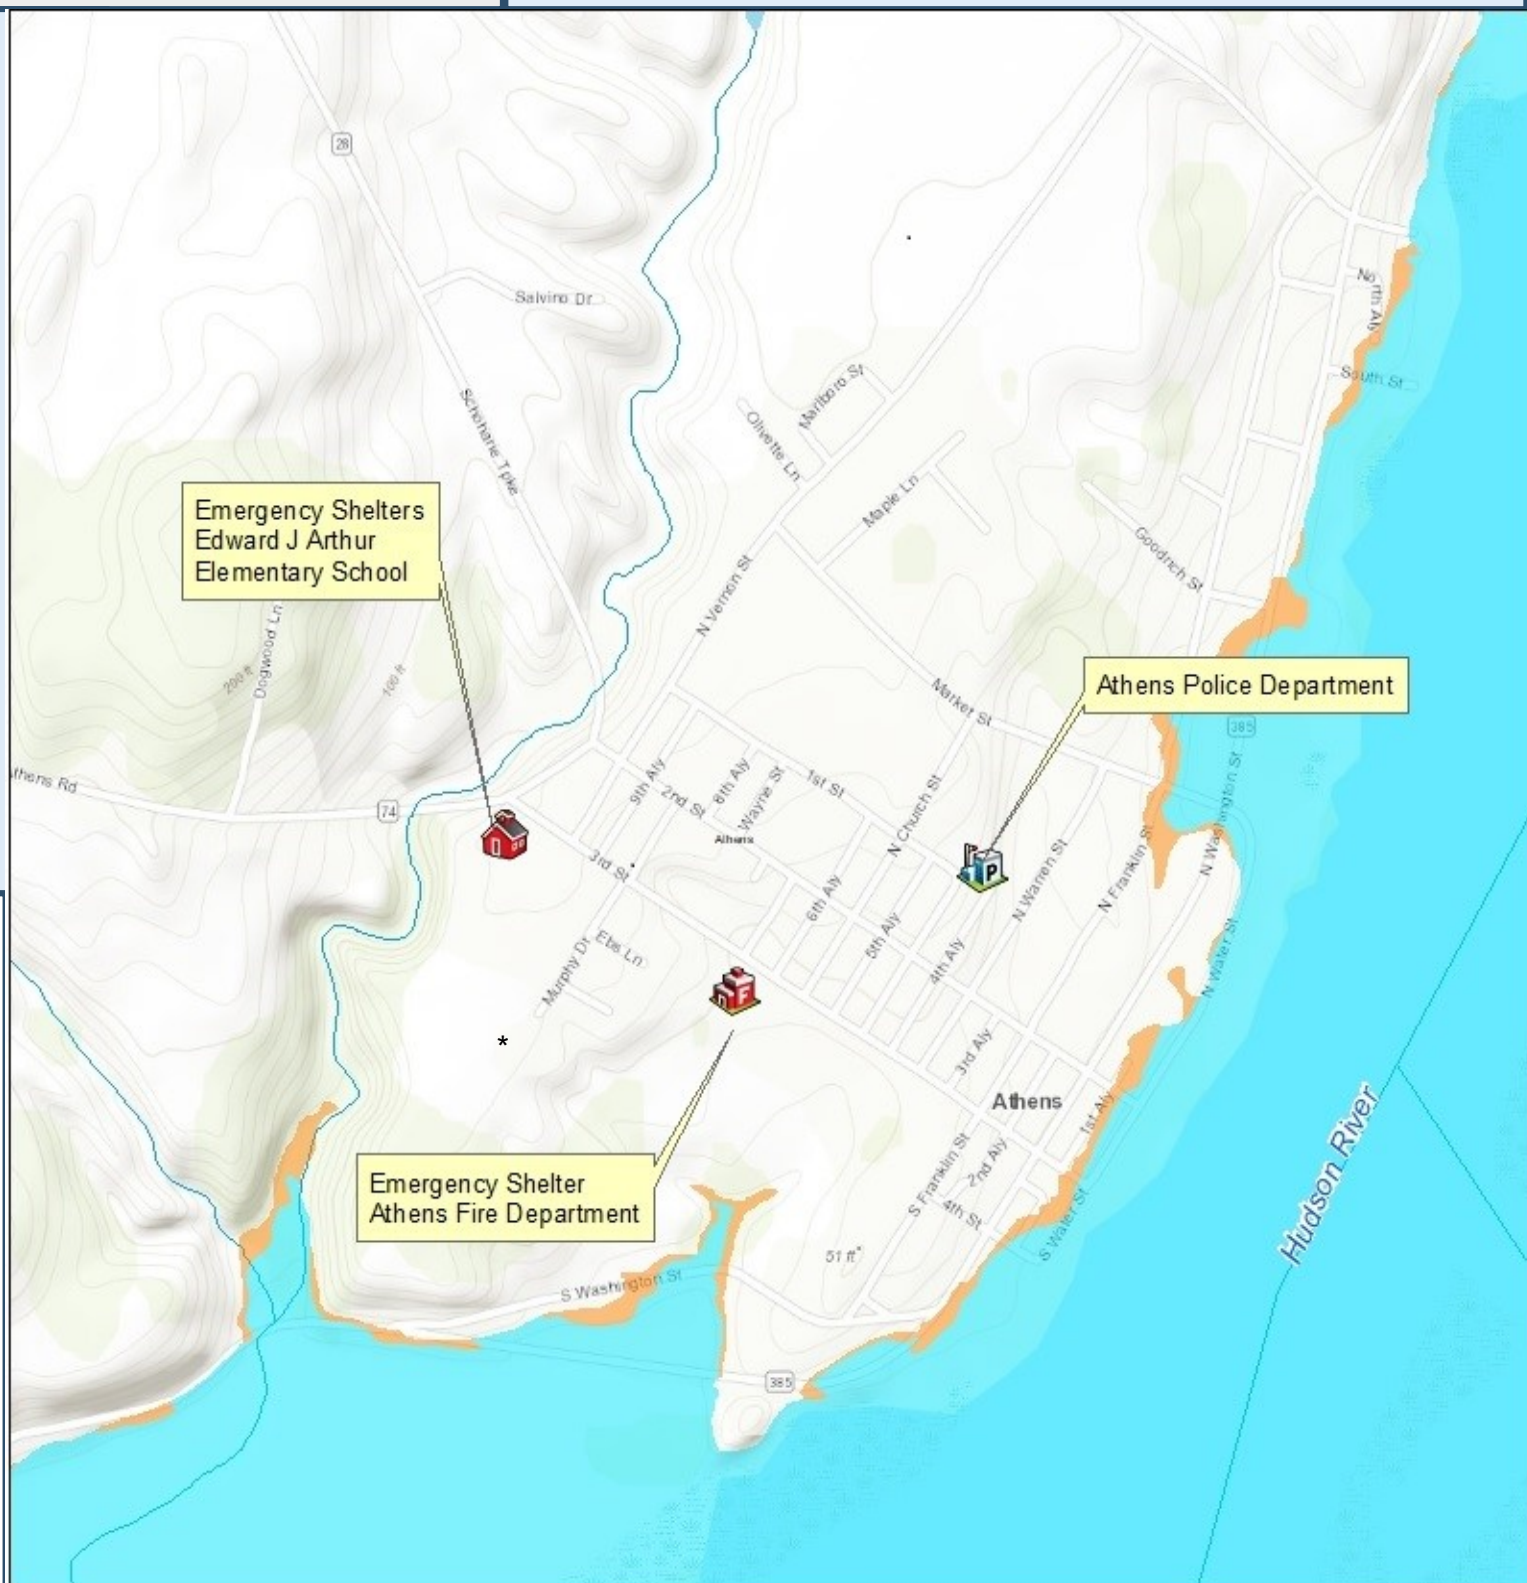 28
North Aly
Salvino Dr
South St
Marlboro St
Olivette Ln
Schoharie Tpke
Maple Ln
Emergency Shelters
Edward J Arthur
Elementary School
Goodrich St
N Vernon St
Dogwood Ln
200 ft
100 ft
Market St
Athens Police Department
385
thens Rd
74
9th Aly
2nd St
8th Aly
Wayne St
1st St
N Church St
N Washington St
Athens
3rd St
P
N Warren St
N Franklin St
6th Aly
5th Aly
4th Aly
Ebs Ln
Murphy Dr
N Water St
F
*
3rd Aly
Athens
1st Aly
Hudson River
Emergency Shelter
Athens Fire Department
S Franklin St
2nd Aly
4th St
S Water St
51 ft
S Washington St
385